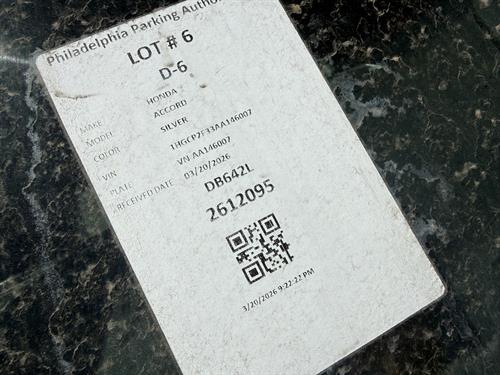 Philadelphia Parking Autho
LOT # 6
D-6
MAKE HONDA
MODEL ACCORD
COLOR SILVER
VIN 1HGCP2F33AA146007
PLATE VN AA146007
RECEIVED DATE 03/20/2026
DB642L
2612095
3/20/2026 9:22:22 PM